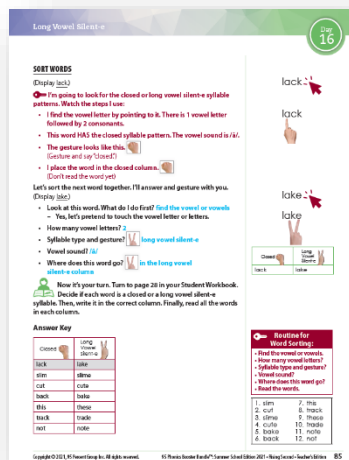 Long Vowel Silent-e
Day
16
SORT WORDS
(Display lack.)
I'm going to look for the closed or long vowel silent-e syllable
patterns. Watch the steps I use:
• I find the vowel letter by pointing to it. There is 1 vowel letter
followed by 2 consonants.
• This word HAS the closed syllable pattern. The vowel sound is /ă/.
• The gesture looks like this.
(Gesture and say "closed.")
• I place the word in the closed column.
(Don't read the word yet)
Let's sort the next word together. I'll answer and gesture with you.
(Display lake.)
• Look at this word. What do I do first? find the vowel or vowels
– Yes, let's pretend to touch the vowel letter or letters.
• How many vowel letters? 2
• Syllable type and gesture? long vowel silent-e
• Vowel sound? /ā/
• Where does this word go? in the long vowel
silent-e column
Now it's your turn. Turn to page 28 in your Student Workbook.
Decide if each word is a closed or a long vowel silent-e
syllable. Then, write it in the correct column. Finally, read all the words
in each column.
Answer Key
Closed Long Vowel Silent-e
lack lake
slim slime
cut cute
back bake
this these
track trade
not note
lack
lack
lake
lake
Closed Long Vowel Silent-e
lack lake
Routine for
Word Sorting:
• Find the vowel or vowels.
• How many vowel letters?
• Syllable type and gesture?
• Vowel sound?
• Where does this word go?
• Read the words.
1. slim 7. this
2. cut 8. track
3. slime 9. these
4. cute 10. trade
5. bake 11. note
6. back 12. not
Copyright © 2021, 95 Percent Group Inc. All rights reserved.
95 Phonics Booster Bundle™: Summer School Edition 2021 – Rising Second • Teacher's Edition 85